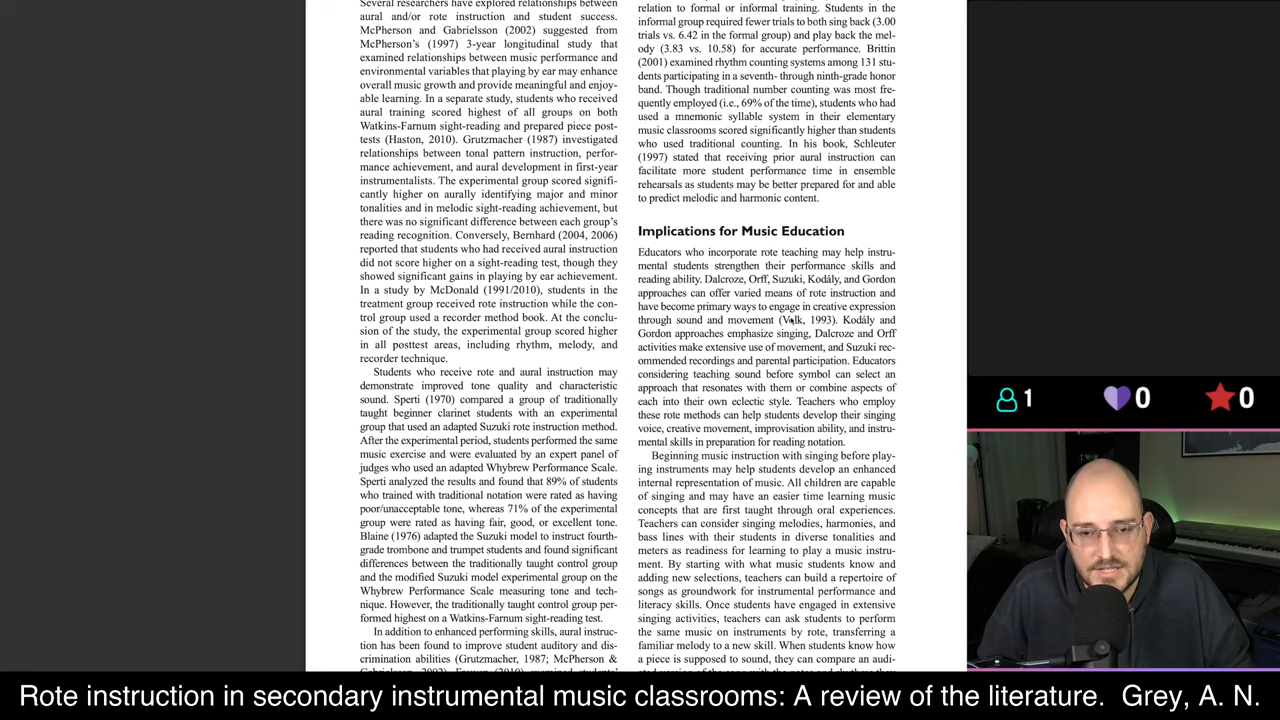 Several researchers have explored relationships between
aural and/or rote instruction and student success.
McPherson and Gabrielsson (2002) suggested from
McPherson's (1997) 3-year longitudinal study that
examined relationships between music performance and
environmental variables that playing by ear may enhance
overall music growth and provide meaningful and enjoy-
able learning. In a separate study, students who received
aural training scored highest of all groups on both
Watkins-Farnum sight-reading and prepared piece post-
tests (Haston, 2010). Grutzmacher (1987) investigated
relationships between tonal pattern instruction, perfor-
mance achievement, and aural development in first-year
instrumentalists. The experimental group scored signifi-
cantly higher on aurally identifying major and minor
tonalities and in melodic sight-reading achievement, but
there was no significant difference between each group's
reading recognition. Conversely, Bernhard (2004, 2006)
reported that students who had received aural instruction
did not score higher on a sight-reading test, though they
showed significant gains in playing by ear achievement.
In a study by McDonald (1991/2010), students in the
treatment group received rote instruction while the con-
trol group used a recorder method book. At the conclu-
sion of the study, the experimental group scored higher
in all posttest areas, including rhythm, melody, and
recorder technique.
Students who receive rote and aural instruction may
demonstrate improved tone quality and characteristic
sound. Sperti (1970) compared a group of traditionally
taught beginner clarinet students with an experimental
group that used an adapted Suzuki rote instruction method.
After the experimental period, students performed the same
music exercise and were evaluated by an expert panel of
judges who used an adapted Whybrew Performance Scale.
Sperti analyzed the results and found that 89% of students
who trained with traditional notation were rated as having
poor/unacceptable tone, whereas 71% of the experimental
group were rated as having fair, good, or excellent tone.
Blaine (1976) adapted the Suzuki model to instruct fourth-
grade trombone and trumpet students and found significant
differences between the traditionally taught control group
and the modified Suzuki model experimental group on the
Whybrew Performance Scale measuring tone and tech-
nique. However, the traditionally taught control group per-
formed highest on a Watkins-Farnum sight-reading test.
In addition to enhanced performing skills, aural instruc-
tion has been found to improve student auditory and dis-
crimination abilities (Grutzmacher, 1987; McPherson &
relation to formal or informal training. Students in the
informal group required fewer trials to both sing back (3.00
trials vs. 6.42 in the formal group) and play back the mel-
ody (3.83 vs. 10.58) for accurate performance. Brittin
(2001) examined rhythm counting systems among 131 stu-
dents participating in a seventh- through ninth-grade honor
band. Though traditional number counting was most fre-
quently employed (i.e., 69% of the time), students who had
used a mnemonic syllable system in their elementary
music classrooms scored significantly higher than students
who used traditional counting. In his book, Schleuter
(1997) stated that receiving prior aural instruction can
facilitate more student performance time in ensemble
rehearsals as students may be better prepared for and able
to predict melodic and harmonic content.
Implications for Music Education
Educators who incorporate rote teaching may help instru-
mental students strengthen their performance skills and
reading ability. Dalcroze, Orff, Suzuki, Kodály, and Gordon
approaches can offer varied means of rote instruction and
have become primary ways to engage in creative expression
through sound and movement (Volk, 1993). Kodály and
Gordon approaches emphasize singing, Dalcroze and Orff
activities make extensive use of movement, and Suzuki rec-
ommended recordings and parental participation. Educators
considering teaching sound before symbol can select an
approach that resonates with them or combine aspects of
each into their own eclectic style. Teachers who employ
these rote methods can help students develop their singing
voice, creative movement, improvisation ability, and instru-
mental skills in preparation for reading notation.
Beginning music instruction with singing before play-
ing instruments may help students develop an enhanced
internal representation of music. All children are capable
of singing and may have an easier time learning music
concepts that are first taught through oral experiences.
Teachers can consider singing melodies, harmonies, and
bass lines with their students in diverse tonalities and
meters as readiness for learning to play a music instru-
ment. By starting with what music students know and
adding new selections, teachers can build a repertoire of
songs as groundwork for instrumental performance and
literacy skills. Once students have engaged in extensive
singing activities, teachers can ask students to perform
the same music on instruments by rote, transferring a
familiar melody to a new skill. When students know how
a piece is supposed to sound, they can compare an audi-
1
0
0
Rote instruction in secondary instrumental music classrooms: A review of the literature. Grey, A. N.